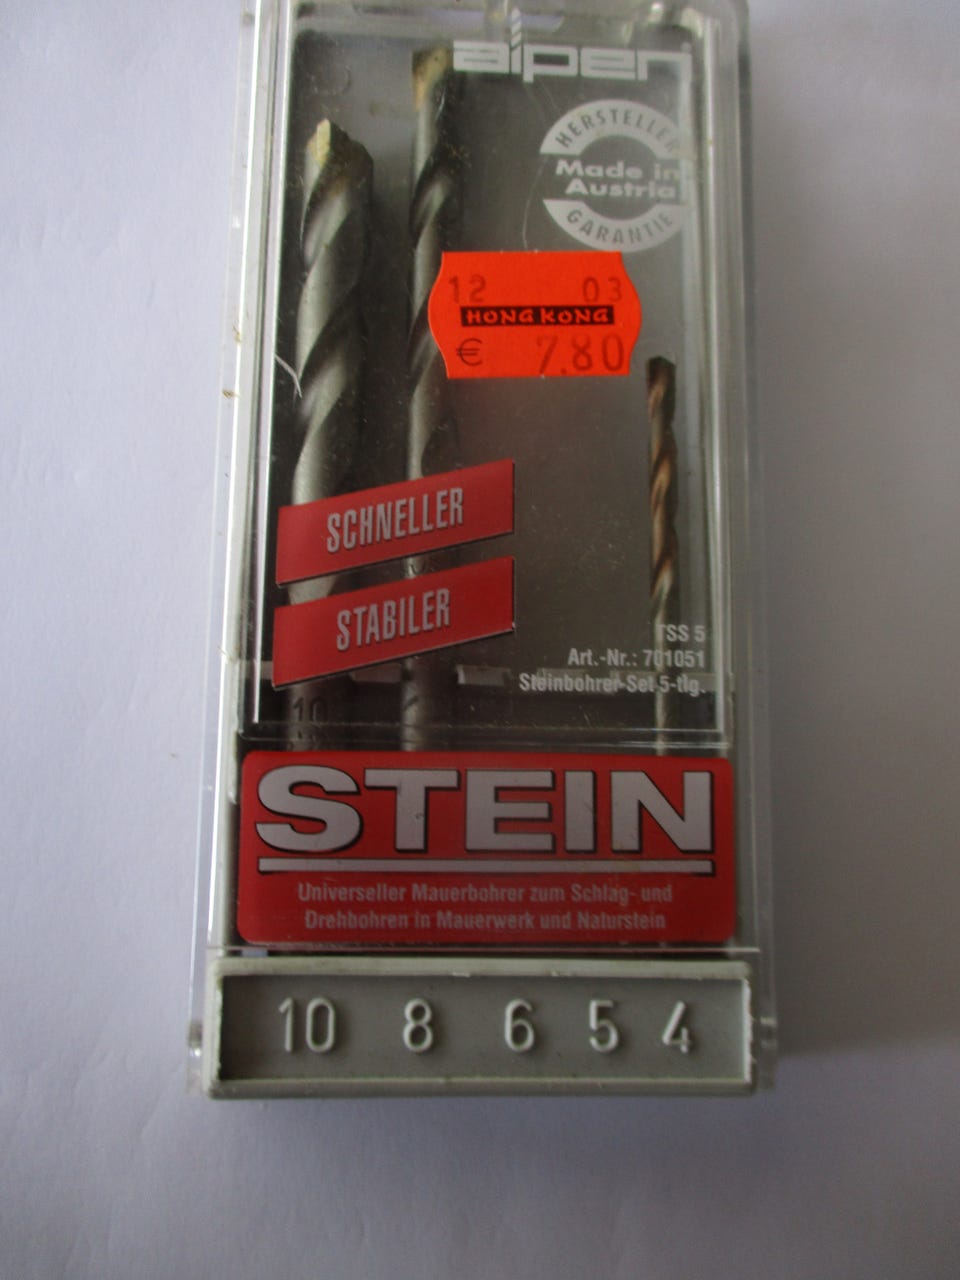 alpen
HERSTELLER
Made in
Austria
GARANTIE
12 03
HONG KONG
€ 7.80
SCHNELLER
STABILER
TSS 5
Art.-Nr.: 701051
Steinbohrer-Set 5-tlg.
10
STEIN
Universeller Mauerbohrer zum Schlag- und
Drehbohren in Mauerwerk und Naturstein
10 8 6 5 4